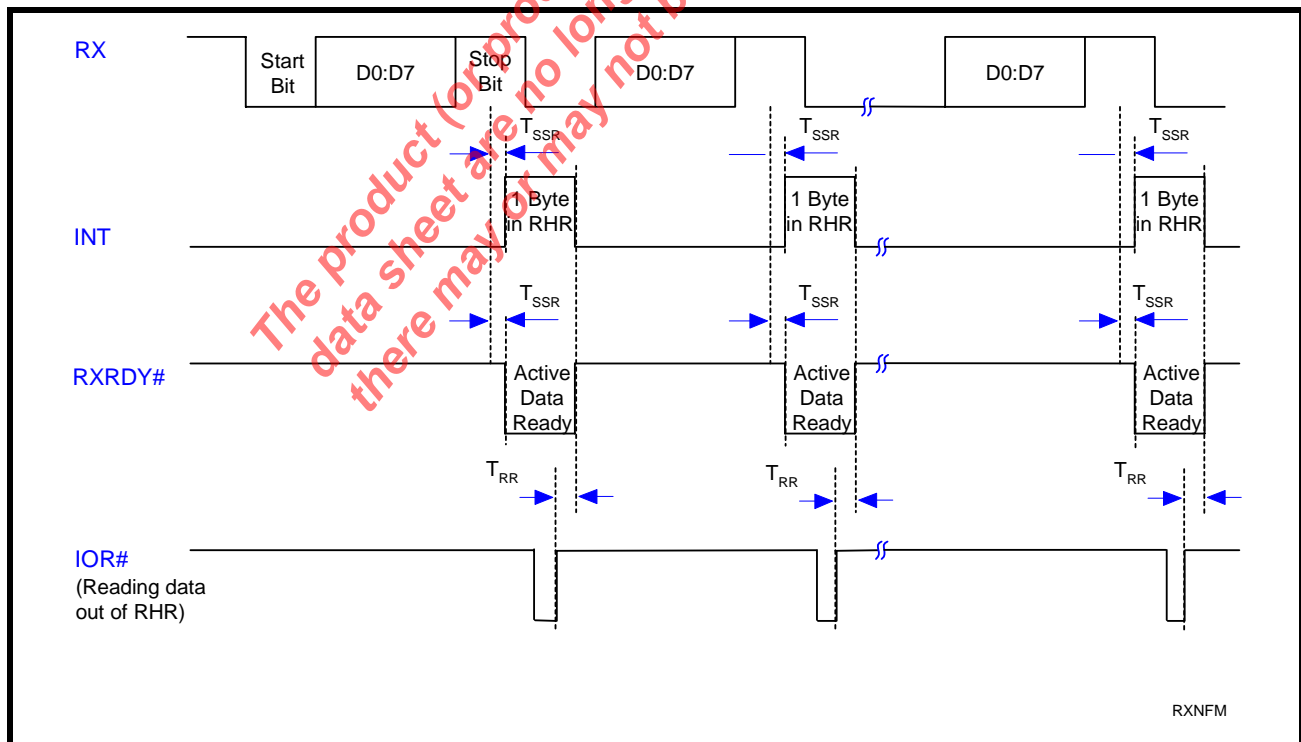 RX
Start
Bit
D0:D7
Stop
Bit
D0:D7
D0:D7
TSSR
TSSR
TSSR
INT
1 Byte
in RHR
1 Byte
in RHR
1 Byte
in RHR
TSSR
TSSR
TSSR
RXRDY#
Active
Data
Ready
Active
Data
Ready
Active
Data
Ready
TRR
TRR
TRR
IOR#
(Reading data
out of RHR)
RXNFM
The product (or
data sheet are no
there may or may not